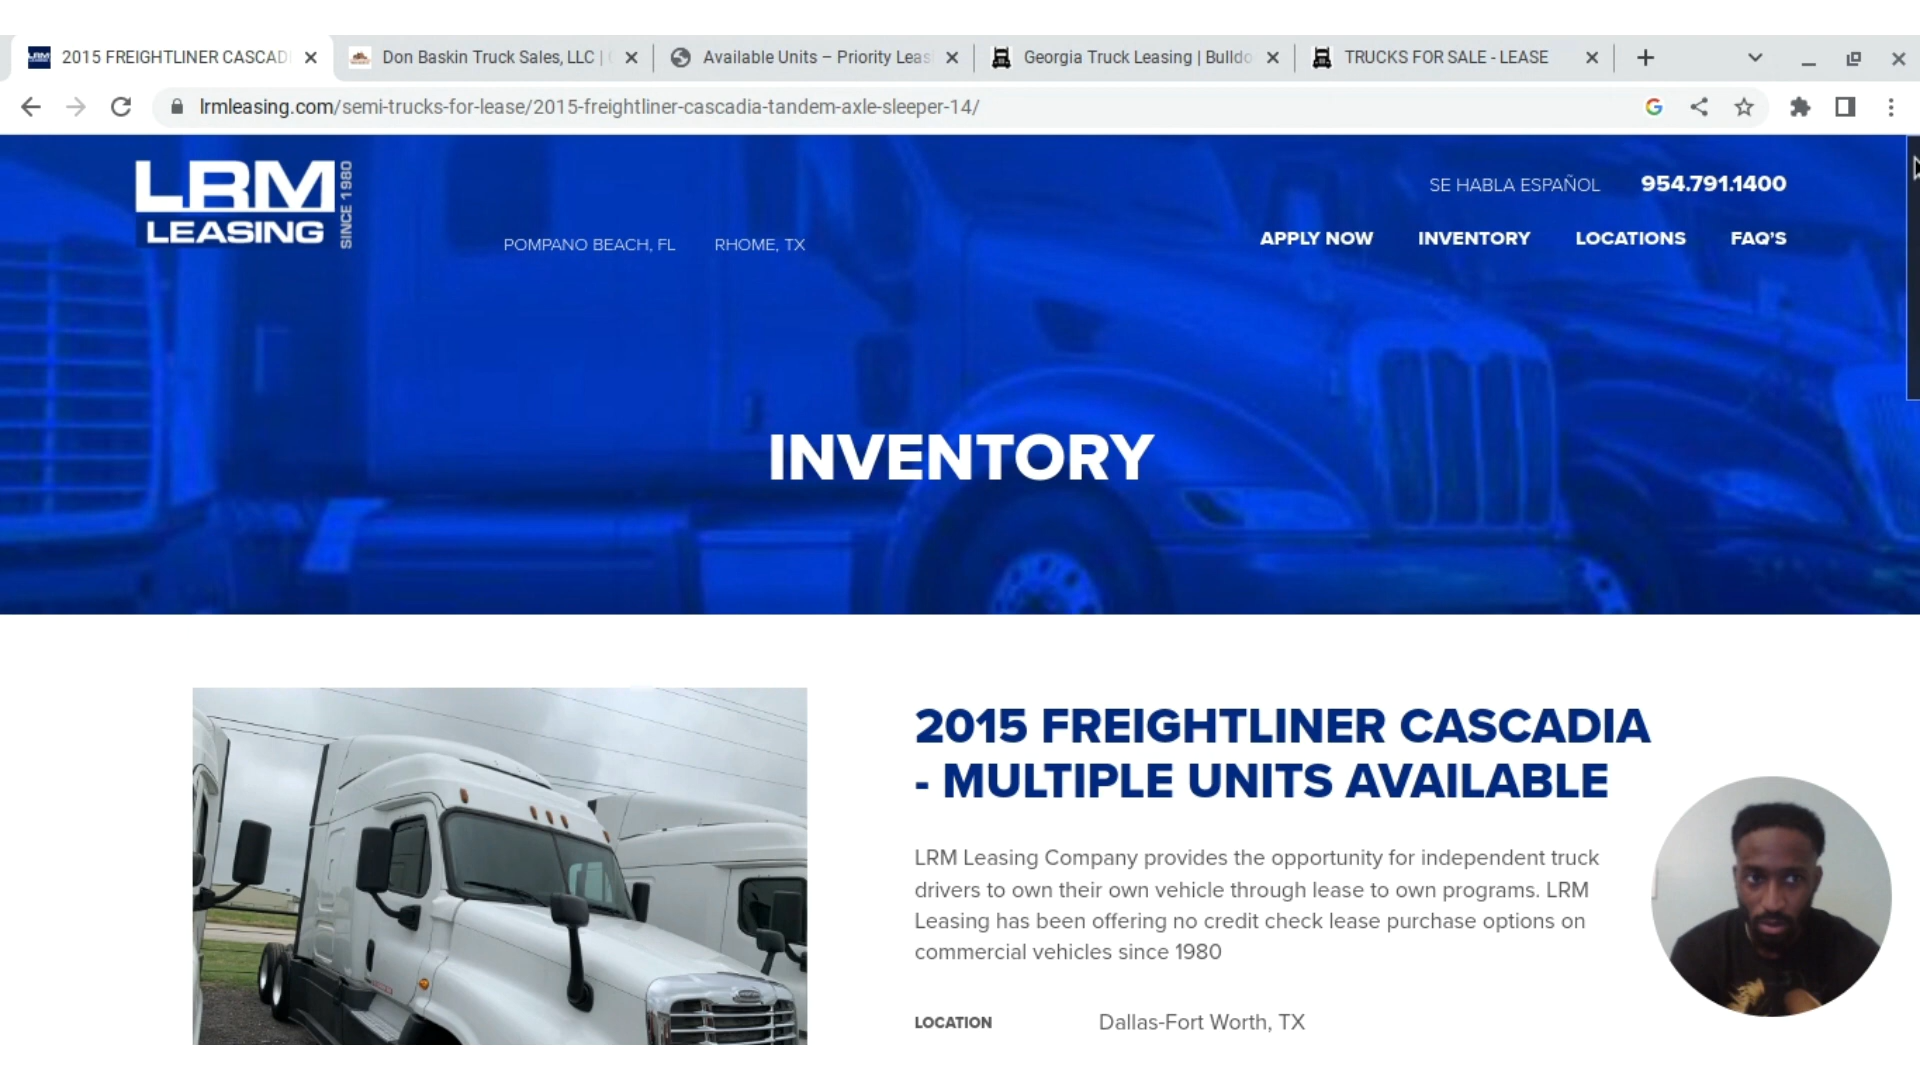 2015 FREIGHTLINER CASCAD
Don Baskin Truck Sales, LLC |
Available Units – Priority Leas
Georgia Truck Leasing | Bulldo
TRUCKS FOR SALE - LEASE
lrmleasing.com/semi-trucks-for-lease/2015-freightliner-cascadia-tandem-axle-sleeper-14/
LRM
LEASING
SINCE 1980
POMPANO BEACH, FL
RHOME, TX
SE HABLA ESPAÑOL
954.791.1400
APPLY NOW
INVENTORY
LOCATIONS
FAQ'S
INVENTORY
2015 FREIGHTLINER CASCADIA
- MULTIPLE UNITS AVAILABLE
LRM Leasing Company provides the opportunity for independent truck
drivers to own their own vehicle through lease to own programs. LRM
Leasing has been offering no credit check lease purchase options on
commercial vehicles since 1980
LOCATION
Dallas-Fort Worth, TX